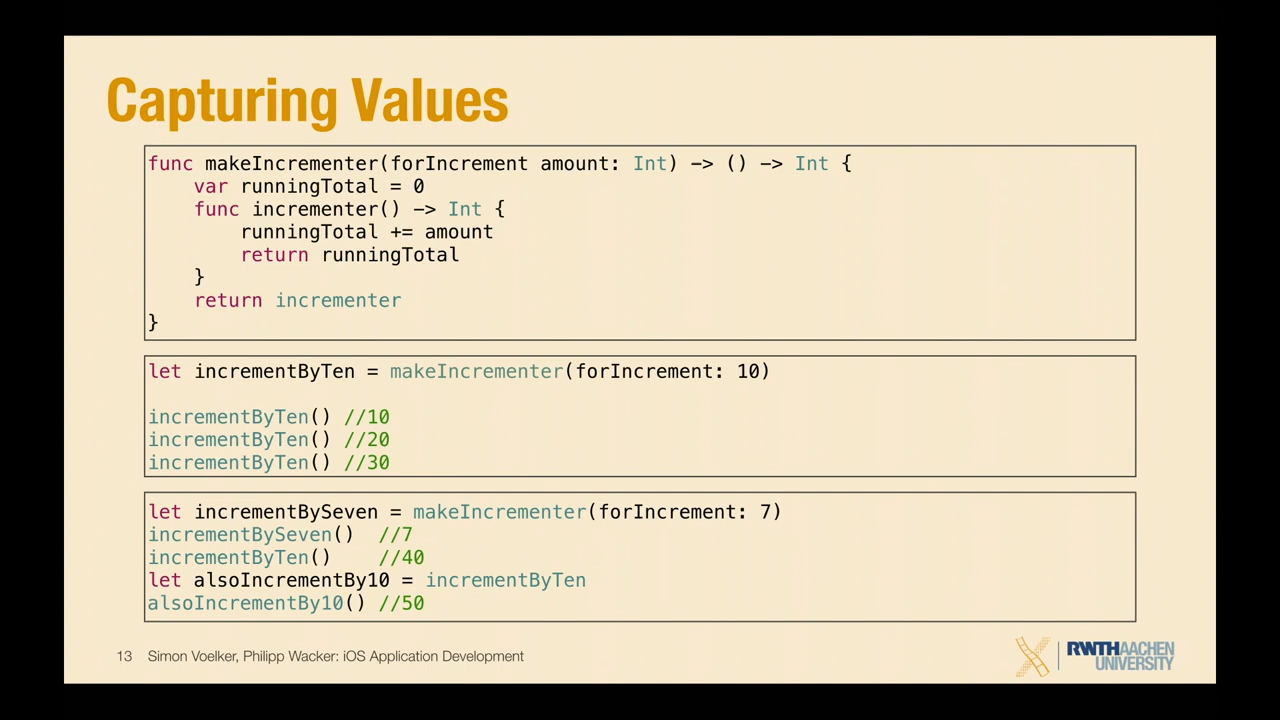 Capturing Values
func makeIncrementer(forIncrement amount: Int) -> () -> Int {
    var runningTotal = 0
    func incrementer() -> Int {
        runningTotal += amount
        return runningTotal
    }
    return incrementer
}
let incrementByTen = makeIncrementer(forIncrement: 10)
incrementByTen() //10
incrementByTen() //20
incrementByTen() //30
let incrementBySeven = makeIncrementer(forIncrement: 7)
incrementBySeven()  //7
incrementByTen()    //40
let alsoIncrementBy10 = incrementByTen
alsoIncrementBy10() //50
13 Simon Voelker, Philipp Wacker: iOS Application Development
RWTHAACHEN
UNIVERSITY